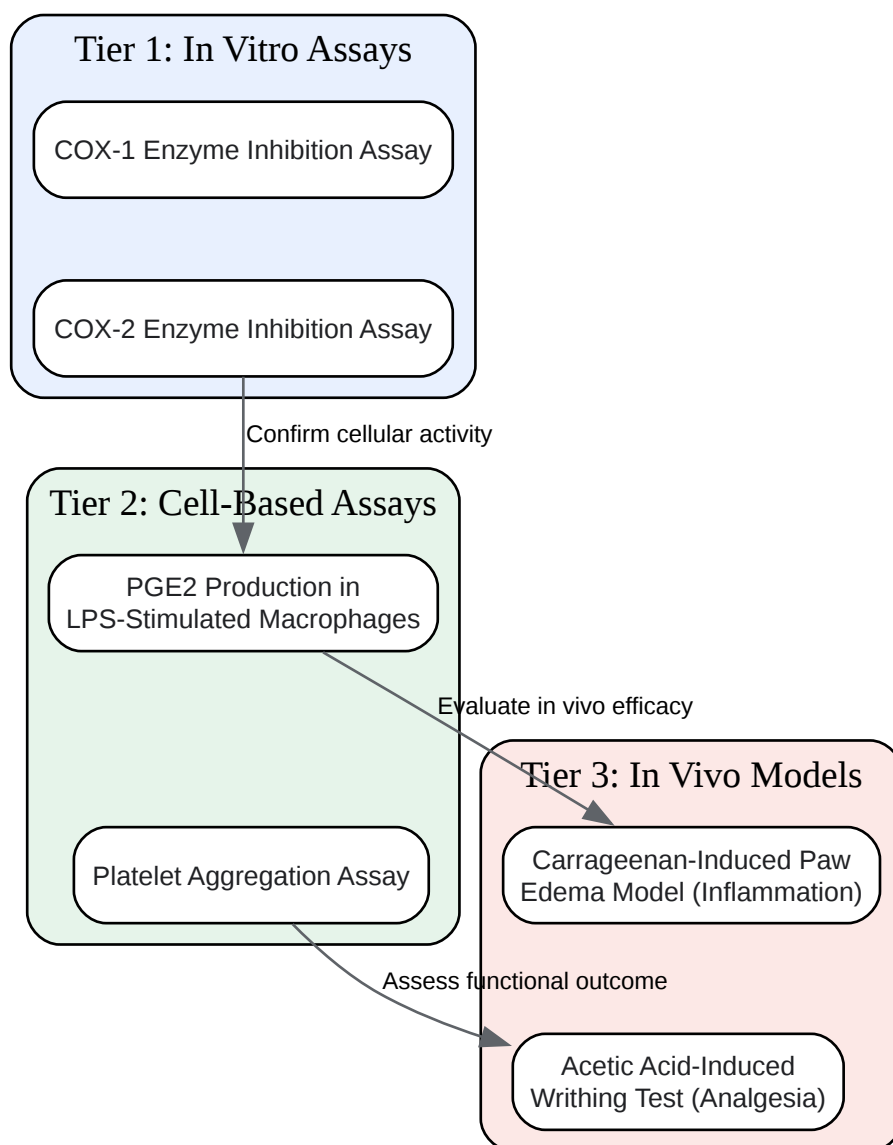 Tier 1: In Vitro Assays
COX-1 Enzyme Inhibition Assay
COX-2 Enzyme Inhibition Assay
Confirm cellular activity
Tier 2: Cell-Based Assays
PGE2 Production in
LPS-Stimulated Macrophages
Evaluate in vivo efficacy
Tier 3: In Vivo Models
Platelet Aggregation Assay
Carrageenan-Induced Paw
Edema Model (Inflammation)
Assess functional outcome
Acetic Acid-Induced
Writhing Test (Analgesia)